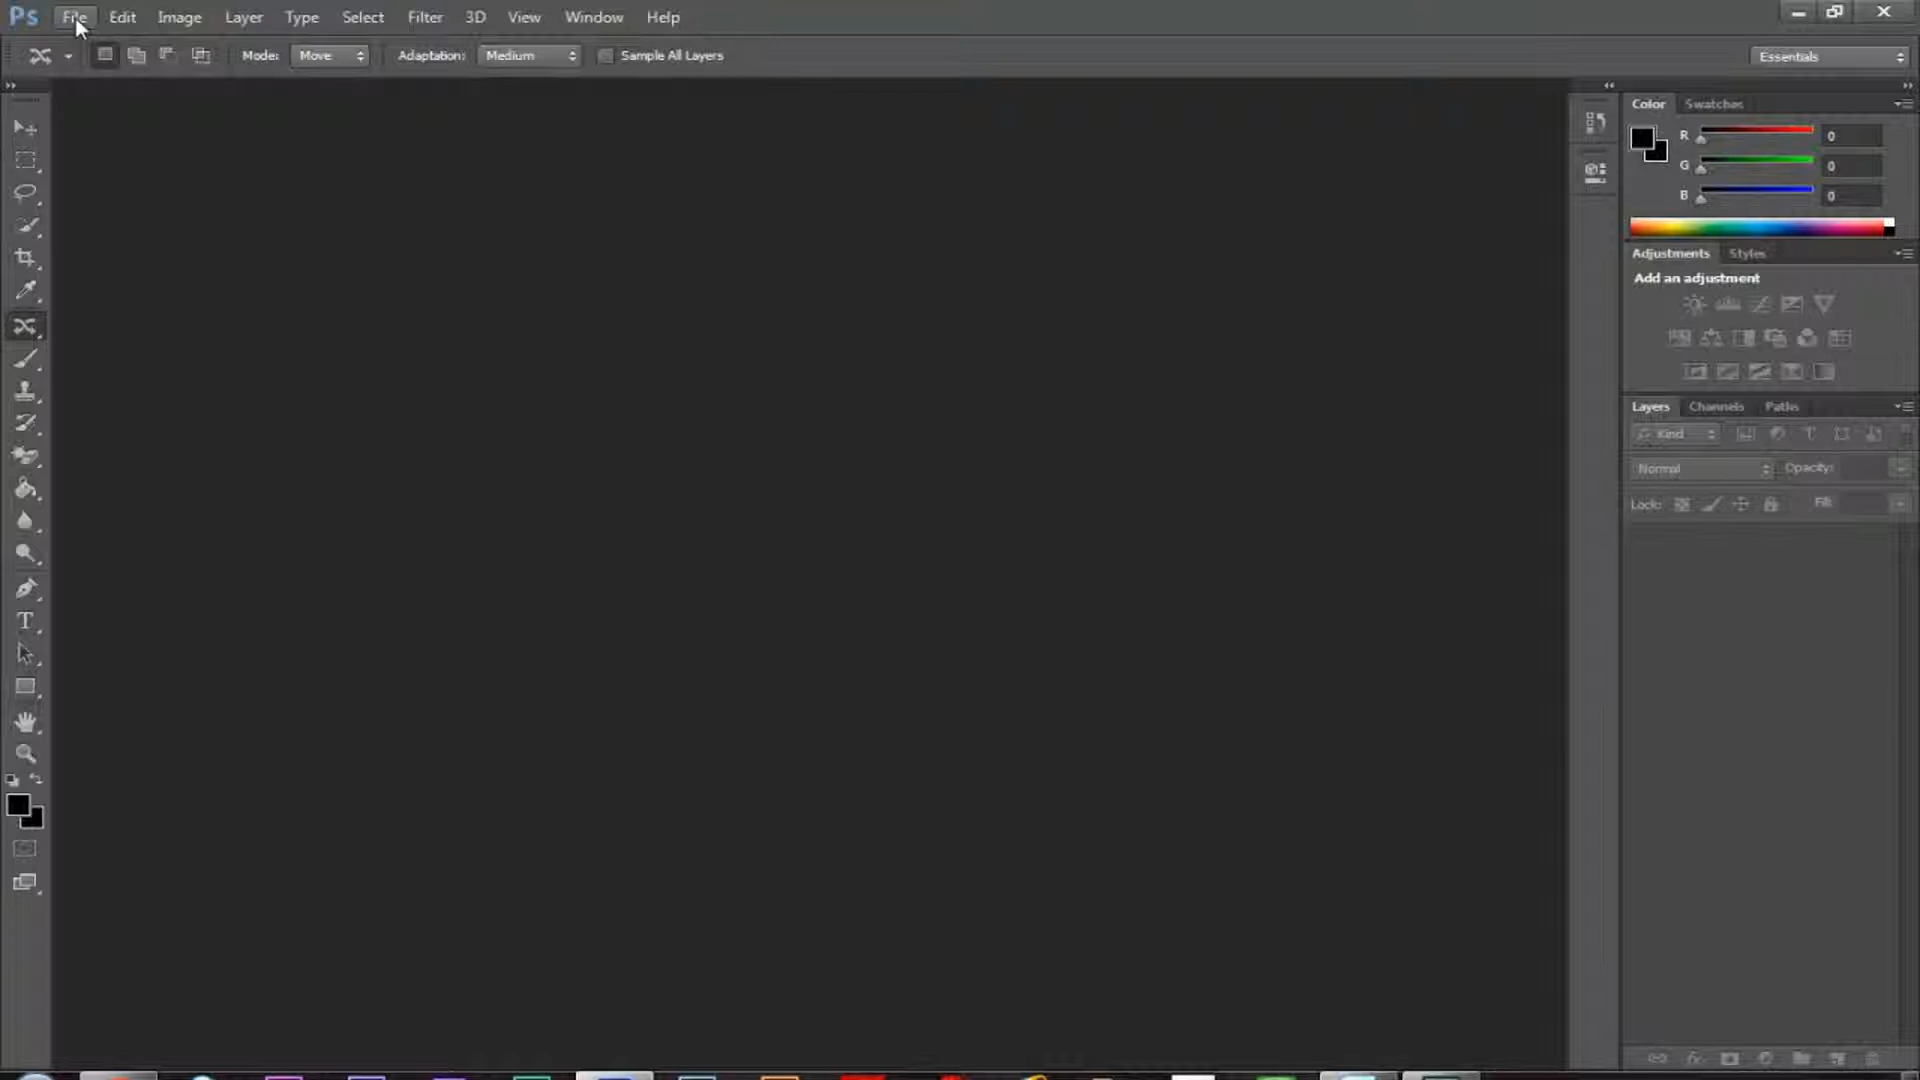 Ps File Edit Image Layer Type Select Filter 3D View Window Help
Mode: Move Adaptation: Medium Sample All Layers Essentials
Color Swatches
R 0
G 0
B 0
Adjustments Styles
Add an adjustment
Layers Channels Paths
Kind
Normal Opacity:
Lock: Fill: